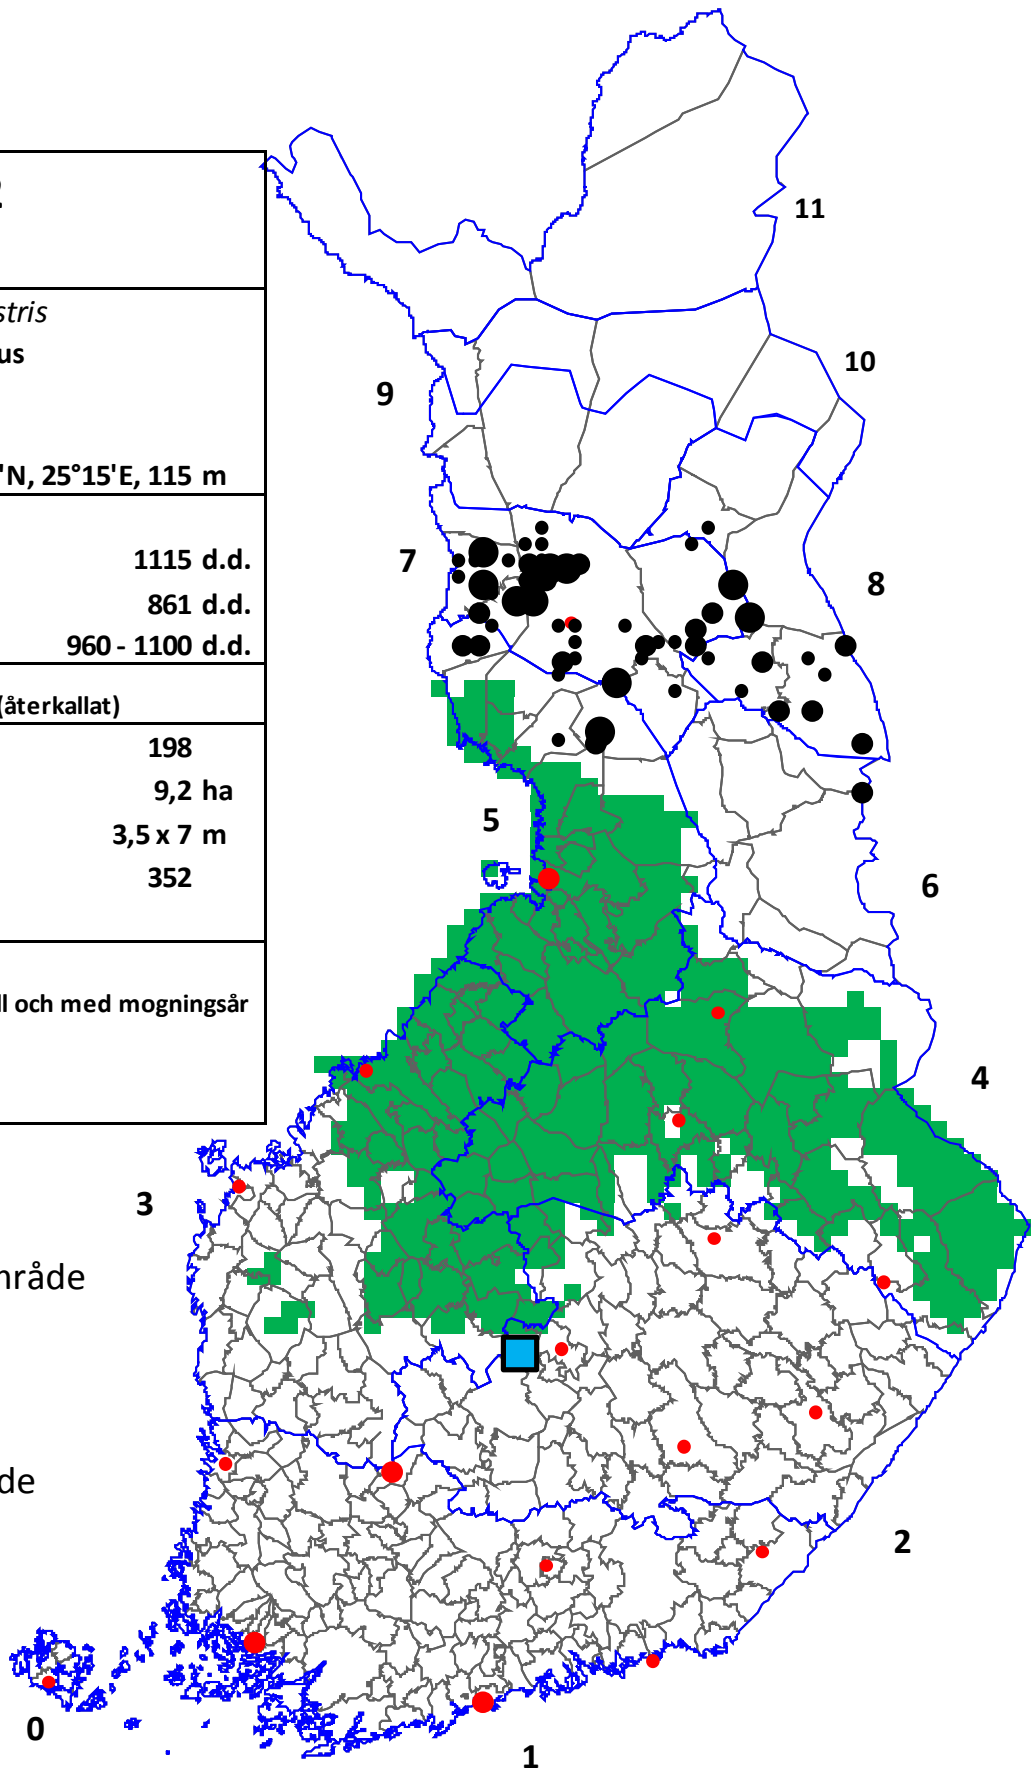 stris
us
'N, 25°15'E, 115 m
1115 d.d.
861 d.d.
960 - 1100 d.d.
(återkallat)
198
9,2 ha
3,5 x 7 m
352
ll och med mogningsår
nråde
de
11
10
9
8
7
6
5
4
3
2
1
0